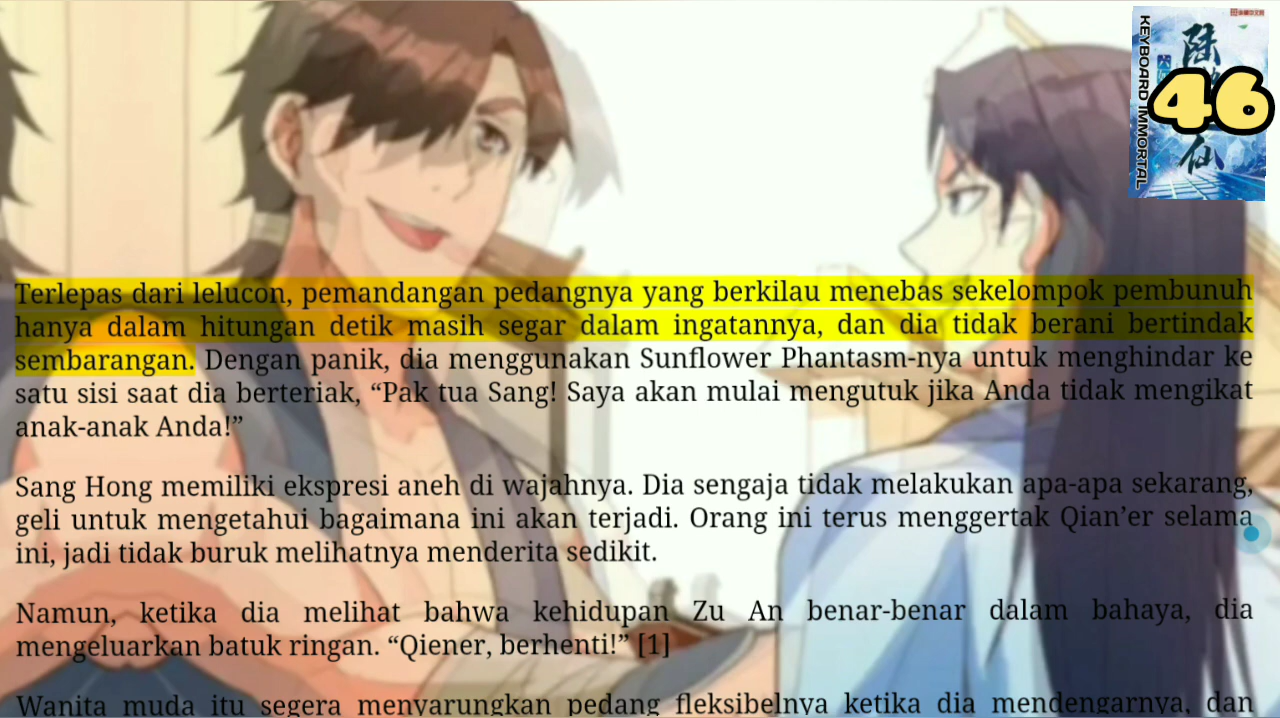 KEYBOARD IMMORTAL
陆
仙
46
Terlepas dari lelucon, pemandangan pedangnya yang berkilau menebas sekelompok pembunuh
hanya dalam hitungan detik masih segar dalam ingatannya, dan dia tidak berani bertindak
sembarangan. Dengan panik, dia menggunakan Sunflower Phantasm-nya untuk menghindar ke
satu sisi saat dia berteriak, “Pak tua Sang! Saya akan mulai mengutuk jika Anda tidak mengikat
anak-anak Anda!”
Sang Hong memiliki ekspresi aneh di wajahnya. Dia sengaja tidak melakukan apa-apa sekarang,
geli untuk mengetahui bagaimana ini akan terjadi. Orang ini terus menggertak Qian’er selama
ini, jadi tidak buruk melihatnya menderita sedikit.
Namun, ketika dia melihat bahwa kehidupan Zu An benar-benar dalam bahaya, dia
mengeluarkan batuk ringan. “Qiener, berhenti!” [1]
Wanita muda itu segera menyarungkan pedang fleksibelnya ketika dia mendengarnya, dan